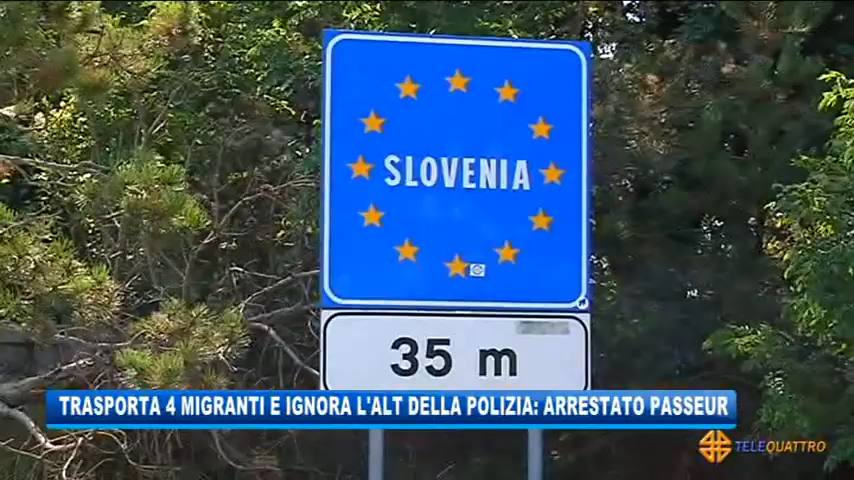 SLOVENIA
35 m
TRASPORTA 4 MIGRANTI E IGNORA L'ALT DELLA POLIZIA: ARRESTATO PASSEUR
TELEQUATTRO